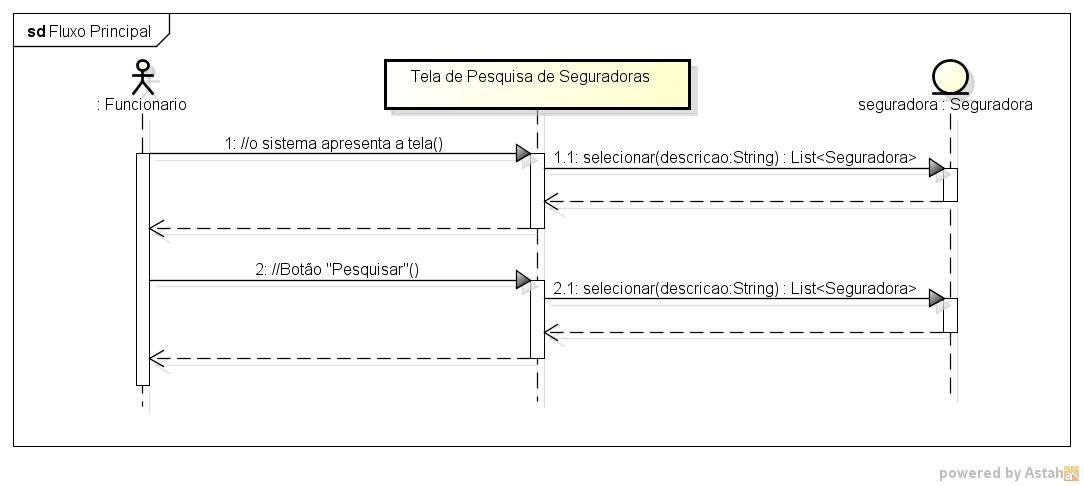 sd Fluxo Principal
: Funcionario
Tela de Pesquisa de Seguradoras
seguradora : Seguradora
1: //o sistema apresenta a tela()
1.1: selecionar(descricao:String) : List<Seguradora>
2: //Botão "Pesquisar"()
2.1: selecionar(descricao:String) : List<Seguradora>
powered by Astah